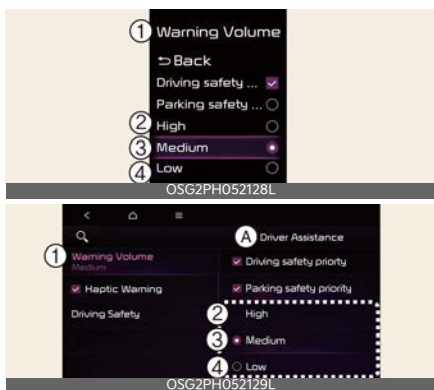 ① Warning Volume
⮌ Back
Driving safety ...
Parking safety ...
② High
③ Medium
④ Low
OSG2PH052128L
Ⓐ Driver Assistance
① Warning Volume
Medium
Driving safety priorty
Haptic Warning
Parking safety priority
Driving Safety
② High
③ Medium
④ Low
OSG2PH052129L